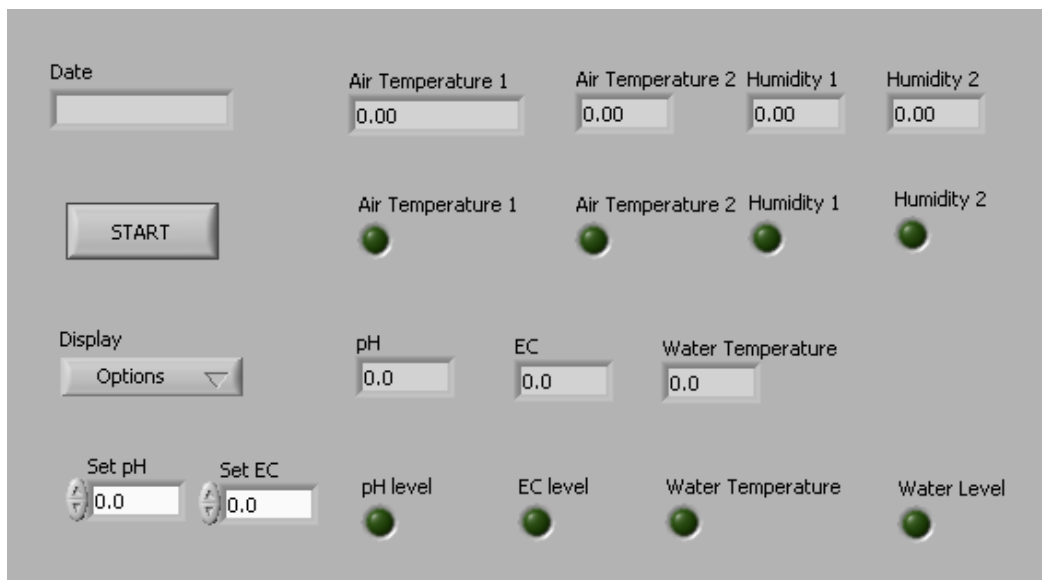 Date
Air Temperature 1
Air Temperature 2
Humidity 1
Humidity 2
0.00
0.00
0.00
0.00
START
Air Temperature 1
Air Temperature 2
Humidity 1
Humidity 2
Display
Options
pH
EC
Water Temperature
0.0
0.0
0.0
Set pH
Set EC
0.0
0.0
pH level
EC level
Water Temperature
Water Level